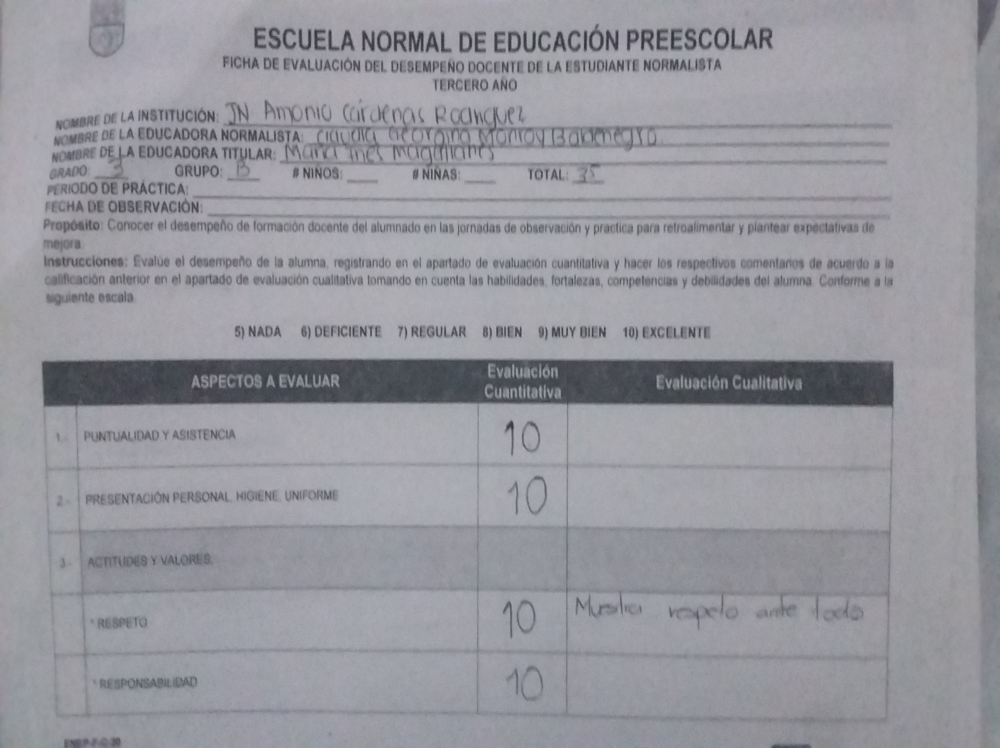 ESCUELA NORMAL DE EDUCACIÓN PREESCOLAR
FICHA DE EVALUACIÓN DEL DESEMPEÑO DOCENTE DE LA ESTUDIANTE NORMALISTA
TERCERO AÑO
NOMBRE DE LA INSTITUCIÓN: JN Antonio Cárdenas Rodriguez
NOMBRE DE LA EDUCADORA NORMALISTA: Claudia Georgina Monroy Baldenegro
NOMBRE DE LA EDUCADORA TITULAR: Maria Ines Magallanes
GRADO: 3 GRUPO: B # NIÑOS: # NIÑAS: TOTAL: 35
PERIODO DE PRÁCTICA:
FECHA DE OBSERVACIÓN:
Propósito: Conocer el desempeño de formación docente del alumnado en las jornadas de observación y practica para retroalimentar y plantear expectativas de
mejora
Instrucciones: Evalúe el desempeño de la alumna, registrando en el apartado de evaluación cuantitativa y hacer los respectivos comentarios de acuerdo a la
calificación anterior en el apartado de evaluación cualitativa tomando en cuenta las habilidades, fortalezas, competencias y debilidades del alumna. Conforme a la
siguiente escala
5) NADA 6) DEFICIENTE 7) REGULAR 8) BIEN 9) MUY BIEN 10) EXCELENTE
ASPECTOS A EVALUAR Evaluación Cuantitativa Evaluación Cualitativa
1.- PUNTUALIDAD Y ASISTENCIA 10
2.- PRESENTACIÓN PERSONAL, HIGIENE, UNIFORME 10
3.- ACTITUDES Y VALORES.
* RESPETO 10 Muestra respeto ante todo
* RESPONSABILIDAD 10